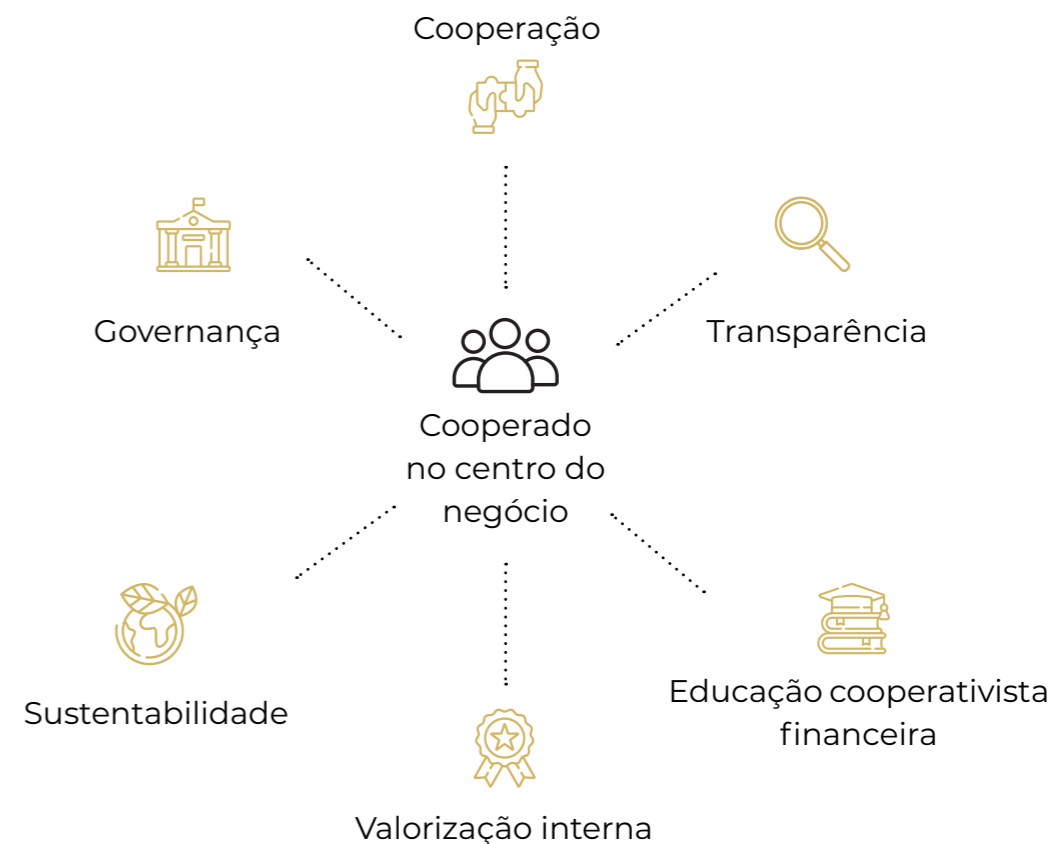 Cooperação
Governança
Transparência
Cooperado
no centro do
negócio
Sustentabilidade
Educação cooperativista
financeira
Valorização interna